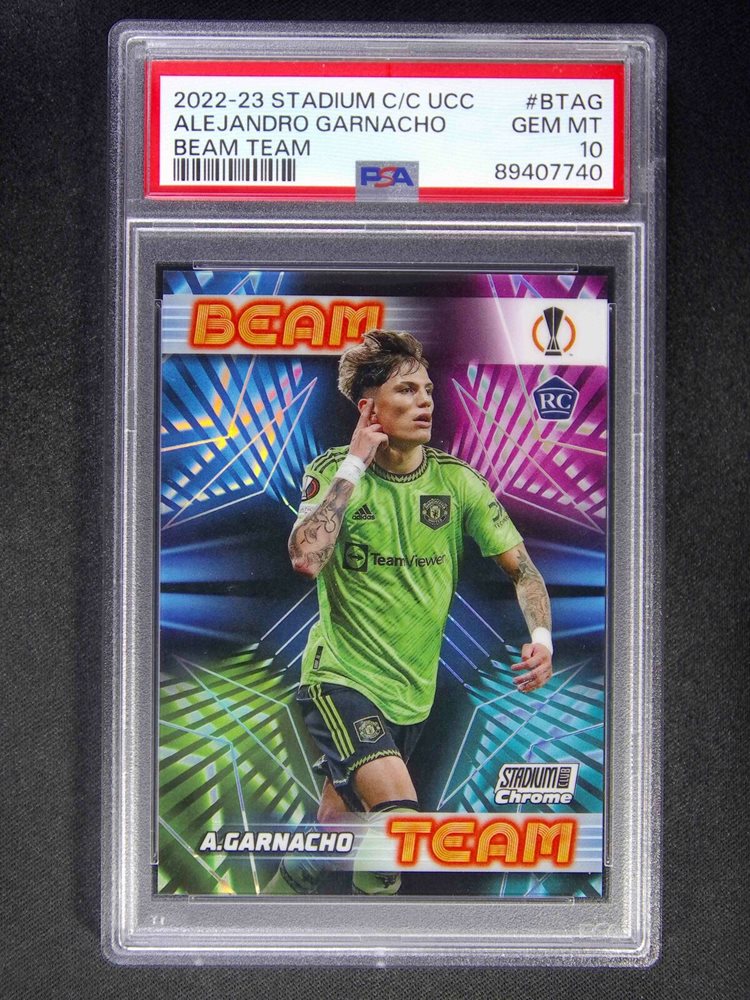 2022-23 STADIUM C/C UCC #BTAG
ALEJANDRO GARNACHO GEM MT
BEAM TEAM 10
PSA 89407740
BEAM
RC
adidas
TeamViewer
STADIUM CLUB
Chrome
A.GARNACHO
TEAM